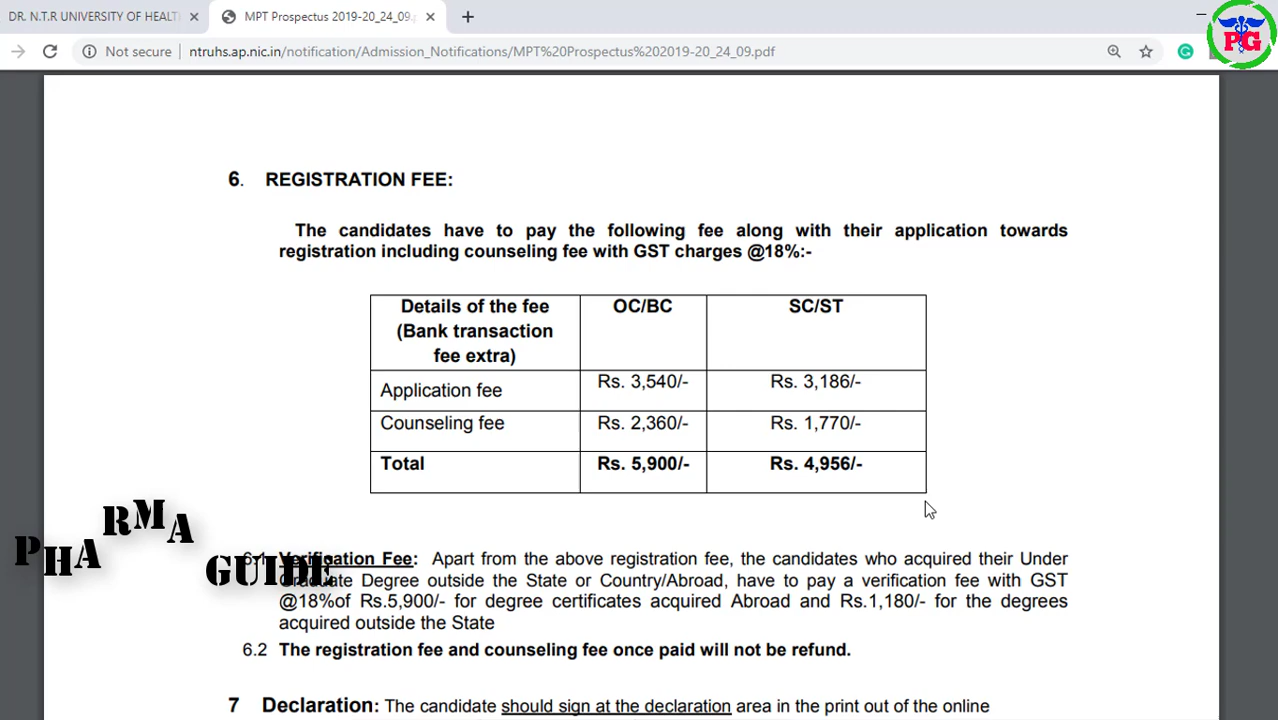 DR. N.T.R UNIVERSITY OF HEALT
MPT Prospectus 2019-20_24_09.
Not secure
ntruhs.ap.nic.in/notification/Admission_Notifications/MPT%20Prospectus%202019-20_24_09.pdf
PG
6. REGISTRATION FEE:
The candidates have to pay the following fee along with their application towards
registration including counseling fee with GST charges @18%:-
Details of the fee OC/BC SC/ST
(Bank transaction
fee extra)
Application fee Rs. 3,540/- Rs. 3,186/-
Counseling fee Rs. 2,360/- Rs. 1,770/-
Total Rs. 5,900/- Rs. 4,956/-
PHARMA
GUIDE
6.1 Verification Fee: Apart from the above registration fee, the candidates who acquired their Under
Graduate Degree outside the State or Country/Abroad, have to pay a verification fee with GST
@18%of Rs.5,900/- for degree certificates acquired Abroad and Rs.1,180/- for the degrees
acquired outside the State
6.2 The registration fee and counseling fee once paid will not be refund.
7 Declaration: The candidate should sign at the declaration area in the print out of the online